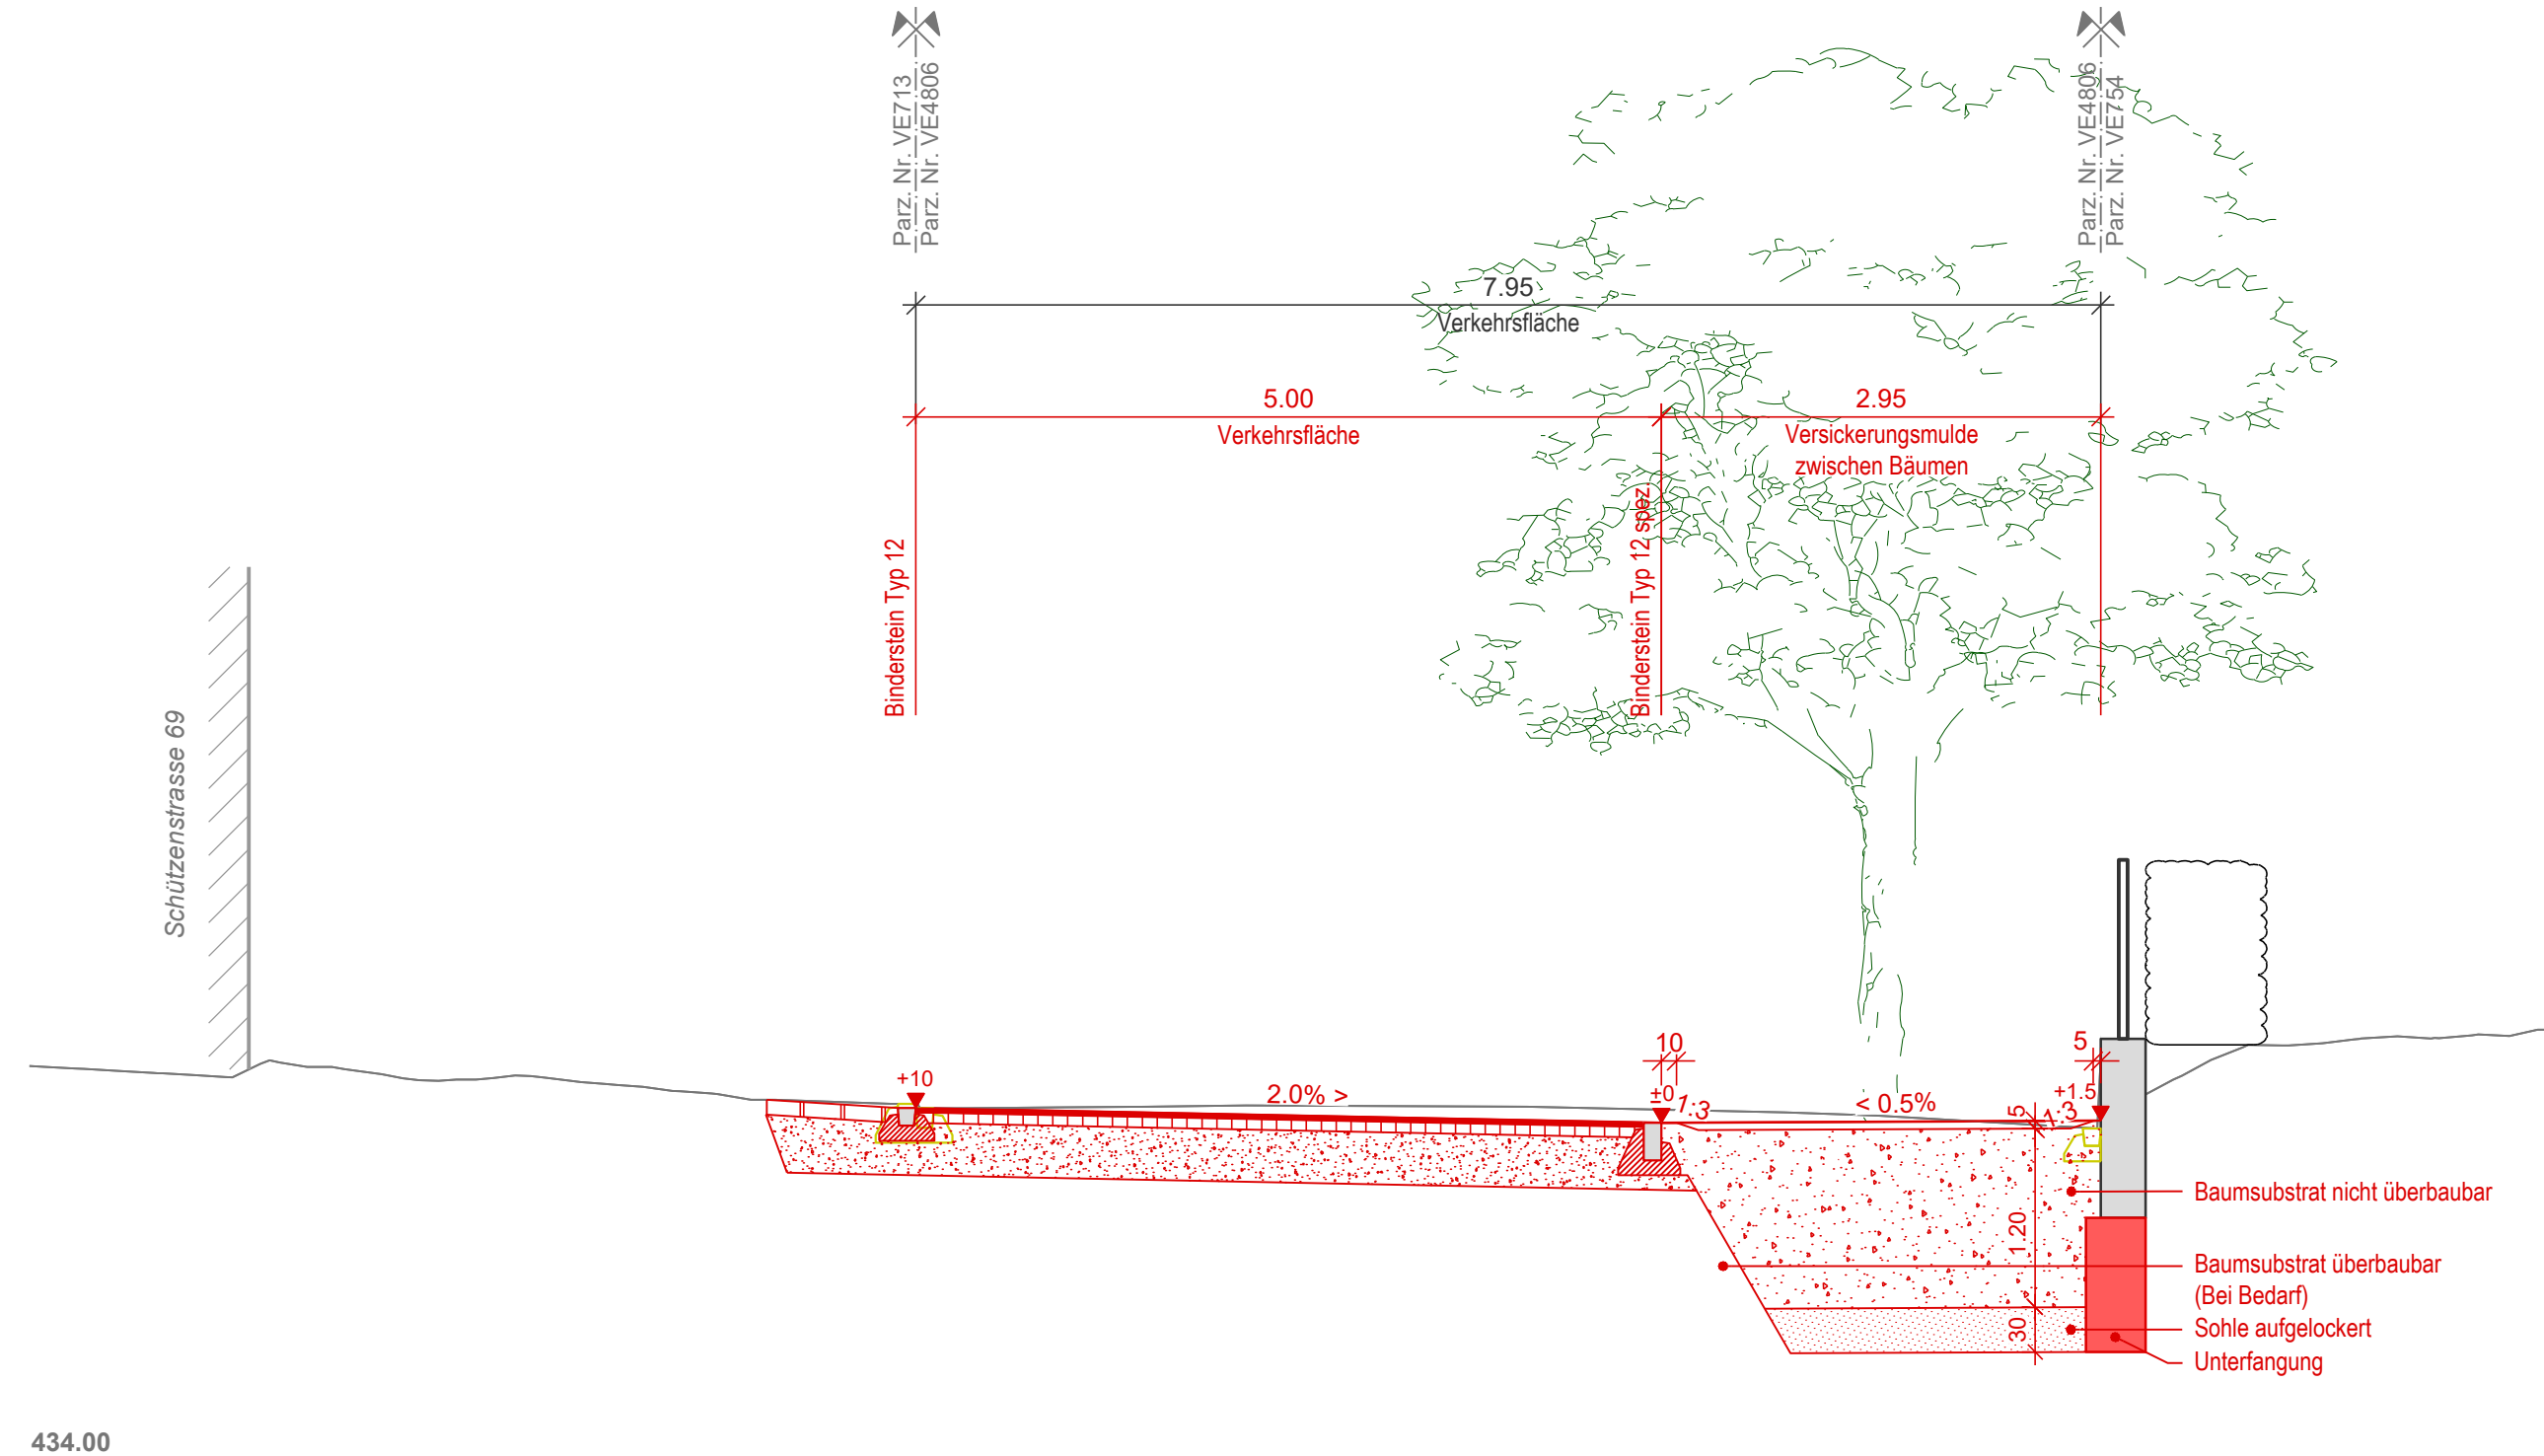 Parz. Nr. VE713
Parz. Nr. VE4806
Parz. Nr. VE4806
Parz. Nr. VE754
7.95
Verkehrsfläche
5.00
Verkehrsfläche
2.95
Versickerungsmulde
zwischen Bäumen
Binderstein Typ 12
Binderstein Typ 12 spez.
Schützenstrasse 69
+10
2.0% >
10
±0
1:3
< 0.5%
5
+1.5
5
1:3
1.20
30
Baumsubstrat nicht überbaubar
Baumsubstrat überbaubar
(Bei Bedarf)
Sohle aufgelockert
Unterfangung
434.00